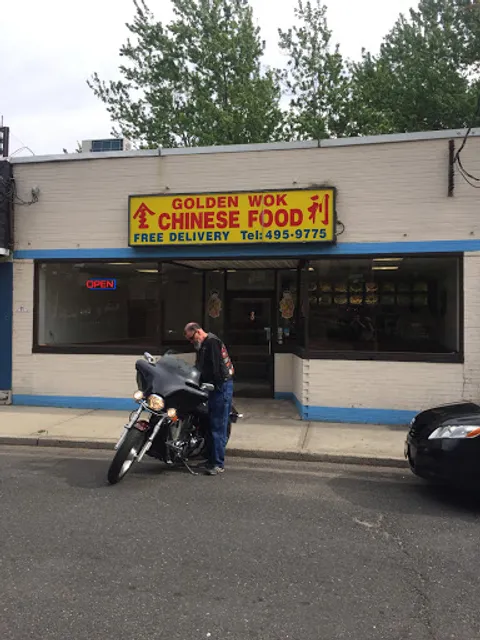 金 GOLDEN WOK 利
CHINESE FOOD
FREE DELIVERY Tel: 495-9775
OPEN